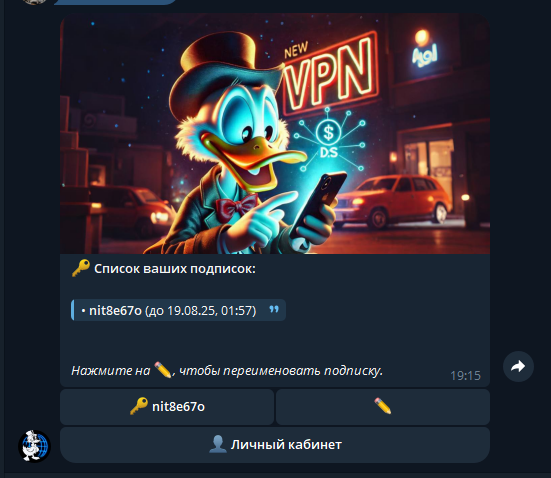 NEW
VPN
$
D.S
🔑 Список ваших подписок:
• nit8e67o (до 19.08.25, 01:57)
Нажмите на ✏️, чтобы переименовать подписку.
19:15
🔑 nit8e67o
✏️
👤 Личный кабинет